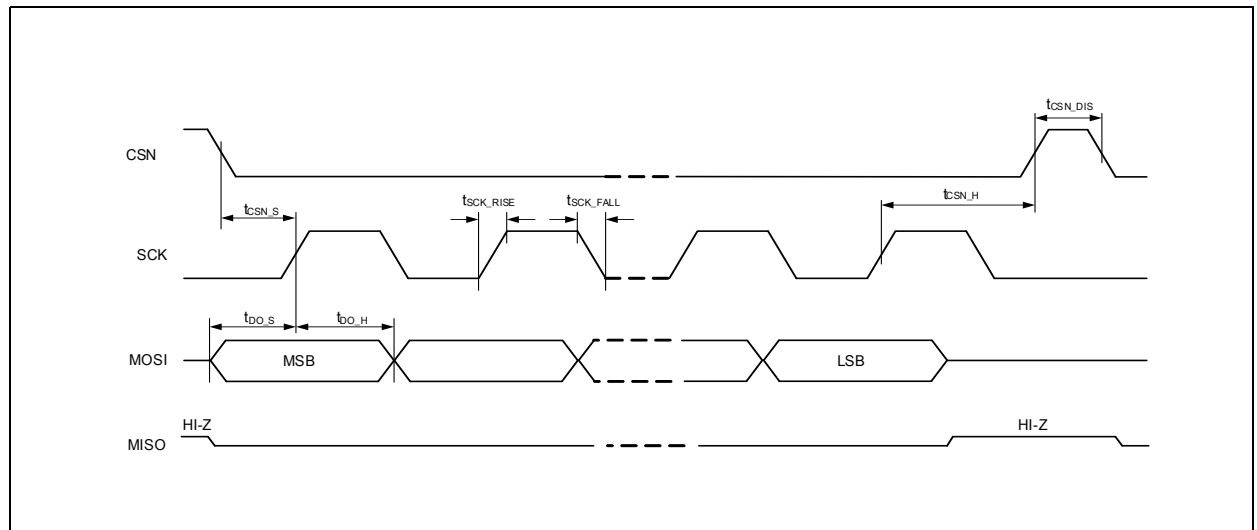 tCSN_DIS
CSN
tCSN_H
tCSN_S
tSCK_RISE
tSCK_FALL
SCK
tDO_S
tDO_H
MOSI
MSB
LSB
HI-Z
HI-Z
MISO